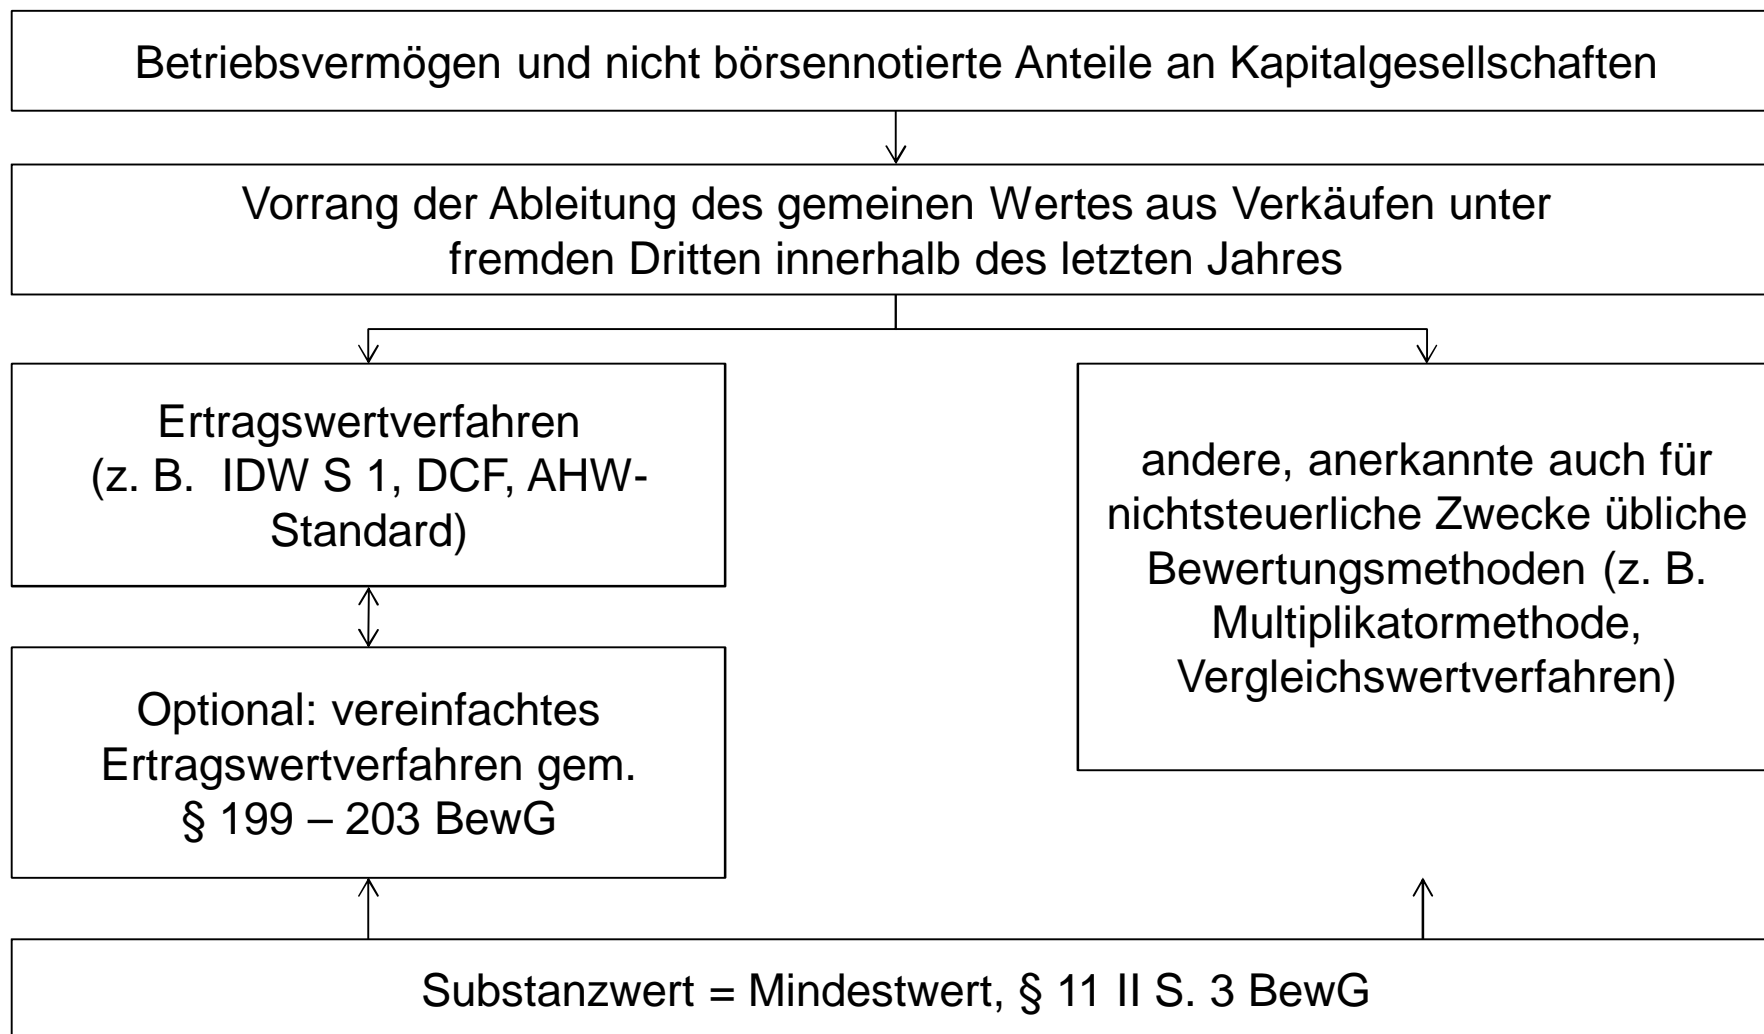 Betriebsvermögen und nicht börsennotierte Anteile an Kapitalgesellschaften
Vorrang der Ableitung des gemeinen Wertes aus Verkäufen unter
fremden Dritten innerhalb des letzten Jahres
Ertragswertverfahren
(z. B. IDW S 1, DCF, AHW-
Standard)
andere, anerkannte auch für
nichtsteuerliche Zwecke übliche
Bewertungsmethoden (z. B.
Multiplikatormethode,
Vergleichswertverfahren)
Optional: vereinfachtes
Ertragswertverfahren gem.
§ 199 – 203 BewG
Substanzwert = Mindestwert, § 11 II S. 3 BewG